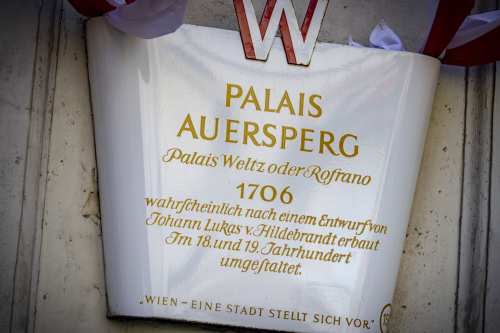 W
PALAIS
AUERSPERG
Palais Weltz oder Rofrano
1706
wahrscheinlich nach einem Entwurf von
Johann Lukas v. Hildebrandt erbaut
Im 18. und 19. Jahrhundert
umgestaltet.
„WIEN – EINE STADT STELLT SICH VOR“